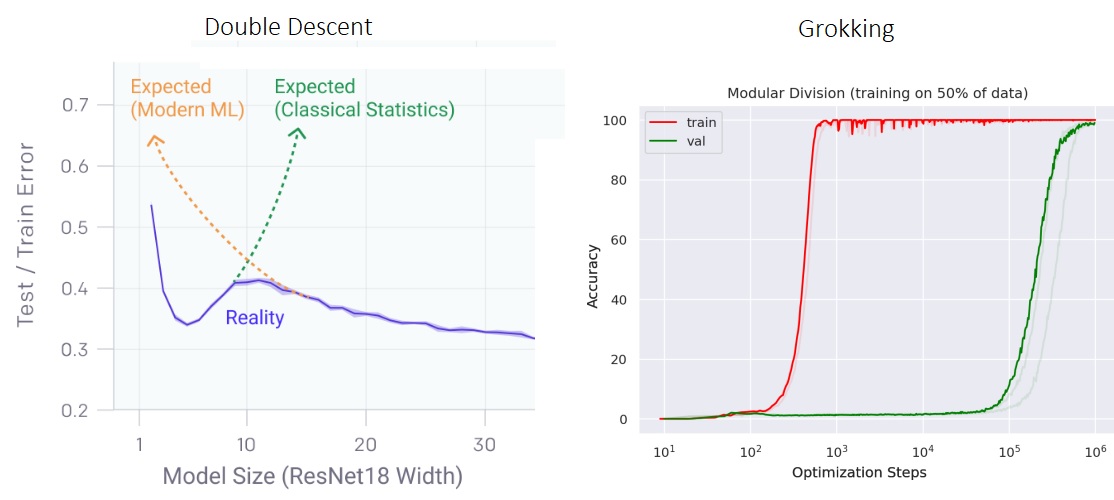 Double Descent
Expected
(Modern ML)
Expected
(Classical Statistics)
Reality
Test / Train Error
0.7
0.6
0.5
0.4
0.3
0.2
1
10
20
30
Model Size (ResNet18 Width)
Grokking
Modular Division (training on 50% of data)
train
val
Accuracy
100
80
60
40
20
0
10¹
10²
10³
10⁴
10⁵
10⁶
Optimization Steps